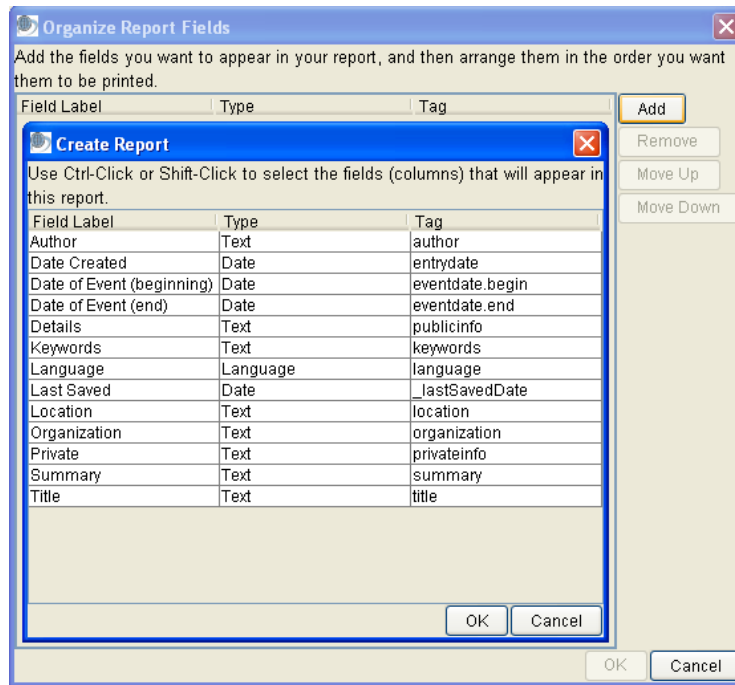 Organize Report Fields
Add the fields you want to appear in your report, and then arrange them in the order you want
them to be printed.
Field Label Type Tag
Add
Remove
Move Up
Move Down
Create Report
Use Ctrl-Click or Shift-Click to select the fields (columns) that will appear in
this report.
Field Label Type Tag
Author Text author
Date Created Date entrydate
Date of Event (beginning) Date eventdate.begin
Date of Event (end) Date eventdate.end
Details Text publicinfo
Keywords Text keywords
Language Language language
Last Saved Date _lastSavedDate
Location Text location
Organization Text organization
Private Text privateinfo
Summary Text summary
Title Text title
OK Cancel
OK Cancel